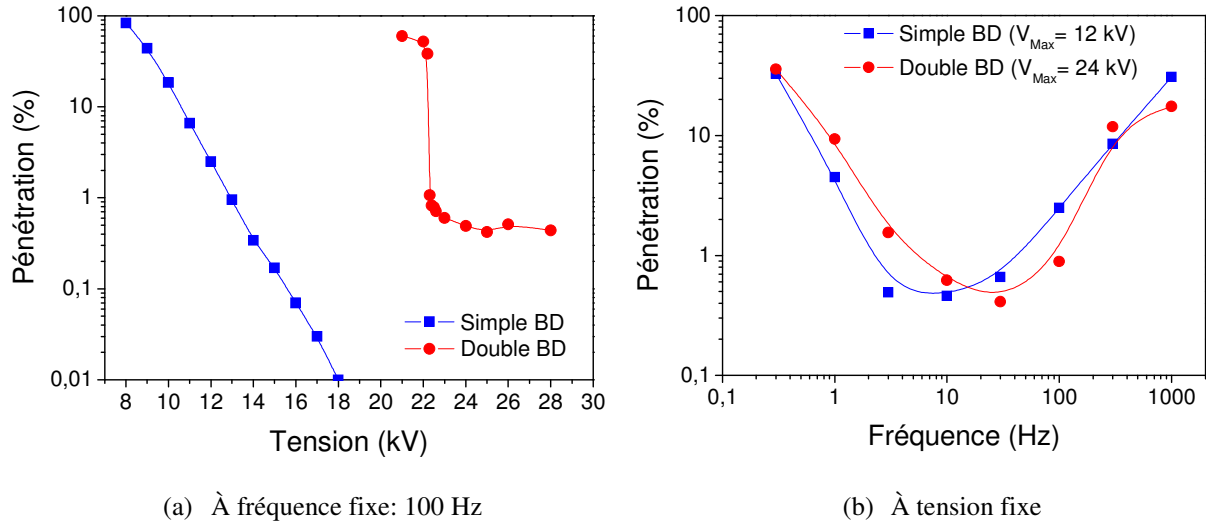 100
10
1
0,1
0,01
Pénétration (%)
8 10 12 14 16 18 20 22 24 26 28 30
Tension (kV)
Simple BD
Double BD
(a) À fréquence fixe: 100 Hz
100
10
1
0,1
Pénétration (%)
0,1 1 10 100 1000
Fréquence (Hz)
Simple BD (VMax= 12 kV)
Double BD (VMax= 24 kV)
(b) À tension fixe